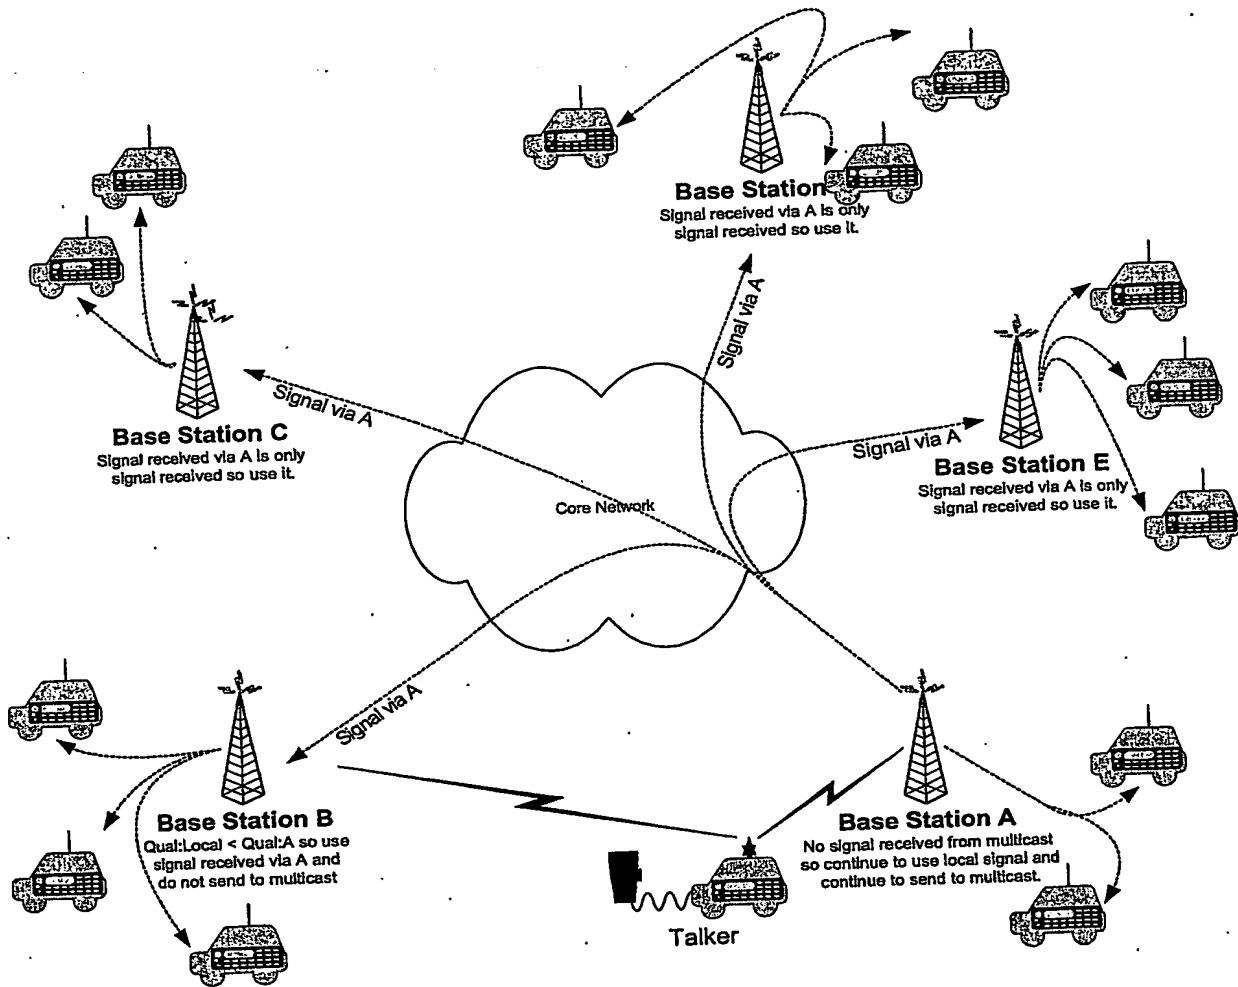 Base Station
Signal received via A is only
signal received so use it.
Signal via A
Signal via A
Base Station C
Signal received via A is only
signal received so use it.
Signal via A
Base Station E
Signal received via A is only
signal received so use it.
Core Network
Signal via A
Base Station B
Qual:Local < Qual:A so use
signal received via A and
do not send to multicast
Base Station A
No signal received from multicast
so continue to use local signal and
continue to send to multicast.
Talker